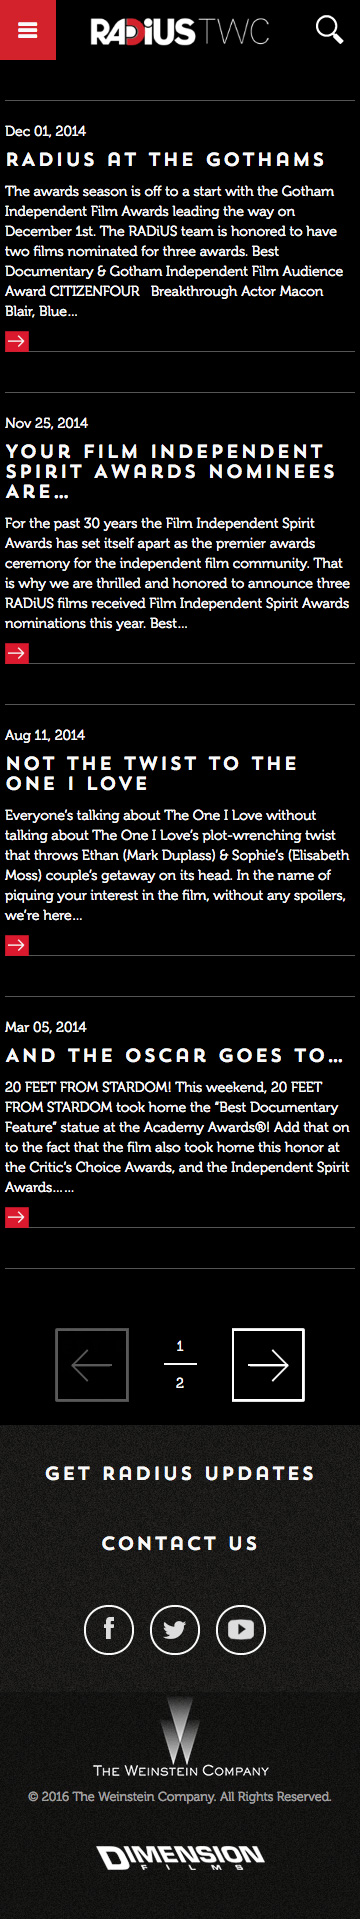 RADiUSTWC
Dec 01, 2014
RADIUS AT THE GOTHAMS
The awards season is off to a start with the Gotham
Independent Film Awards leading the way on
December 1st. The RADiUS team is honored to have
two films nominated for three awards. Best
Documentary & Gotham Independent Film Audience
Award CITIZENFOUR Breakthrough Actor Macon
Blair, Blue...
Nov 25, 2014
YOUR FILM INDEPENDENT
SPIRIT AWARDS NOMINEES
ARE...
For the past 30 years the Film Independent Spirit
Awards has set itself apart as the premier awards
ceremony for the independent film community. That
is why we are thrilled and honored to announce three
RADiUS films received Film Independent Spirit Awards
nominations this year. Best...
Aug 11, 2014
NOT THE TWIST TO THE
ONE I LOVE
Everyone's talking about The One I Love without
talking about The One I Love's plot-wrenching twist
that throws Ethan (Mark Duplass) & Sophie's (Elisabeth
Moss) couple's getaway on its head. In the name of
piquing your interest in the film, without any spoilers,
we're here...
Mar 05, 2014
AND THE OSCAR GOES TO...
20 FEET FROM STARDOM! This weekend, 20 FEET
FROM STARDOM took home the "Best Documentary
Feature" statue at the Academy Awards®! Add that on
to the fact that the film also took home this honor at
the Critic's Choice Awards, and the Independent Spirit
Awards......
1
2
GET RADIUS UPDATES
CONTACT US
THE WEINSTEIN COMPANY
© 2016 The Weinstein Company. All Rights Reserved.
DIMENSION
FILMS